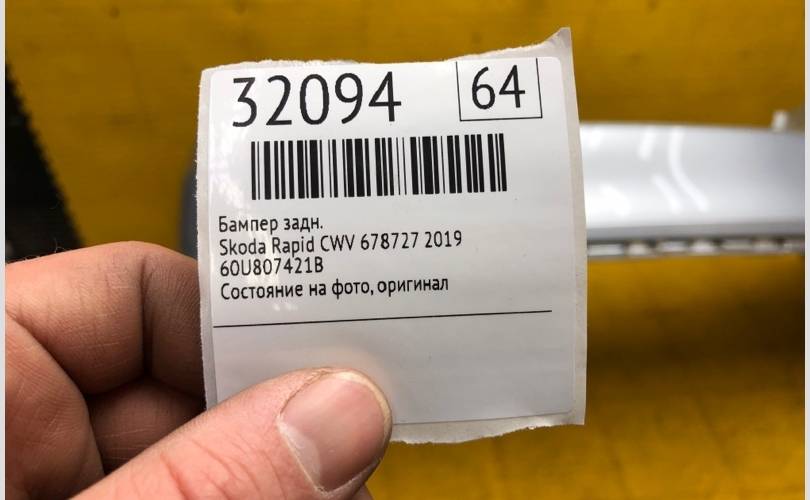 32094 64
Бампер задн.
Skoda Rapid CWV 678727 2019
60U807421B
Состояние на фото, оригинал